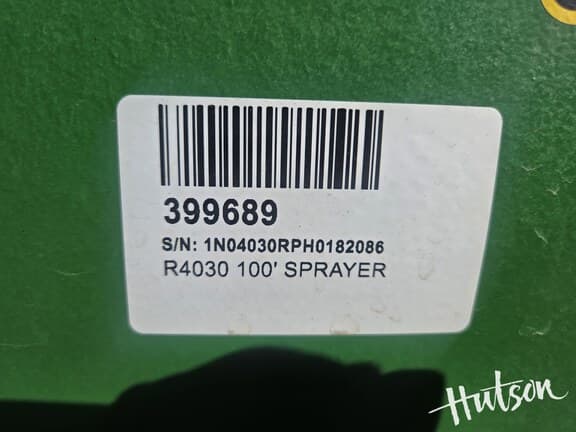 399689
S/N: 1N04030RPH0182086
R4030 100' SPRAYER
Hutson